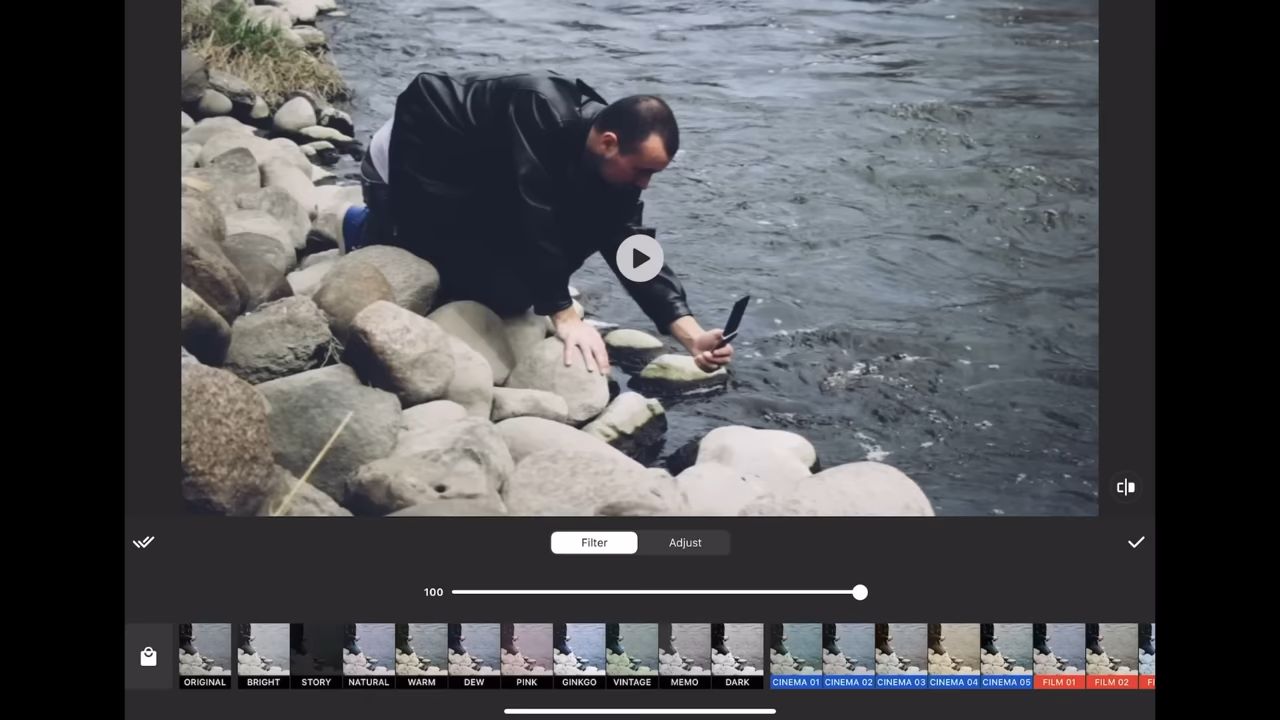 Filter Adjust
100
ORIGINAL BRIGHT STORY NATURAL WARM DEW PINK GINKGO VINTAGE MEMO DARK CINEMA 01 CINEMA 02 CINEMA 03 CINEMA 04 CINEMA 05 FILM 01 FILM 02